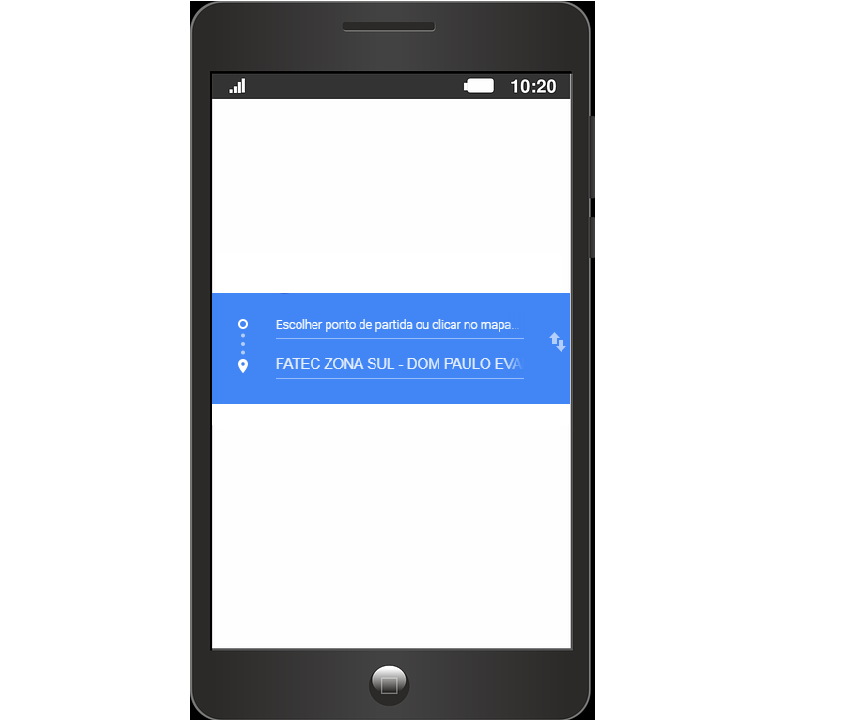 10:20
Escolher ponto de partida ou clicar no mapa...
FATEC ZONA SUL - DOM PAULO EVA